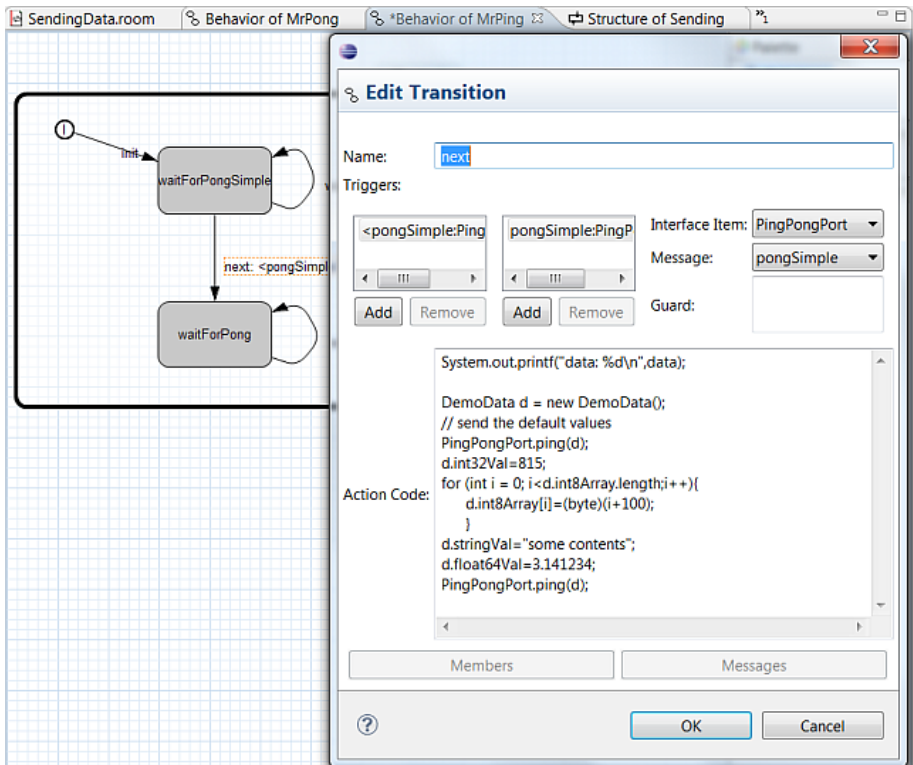 SendingData.room Behavior of MrPong *Behavior of MrPing Structure of Sending "1
Edit Transition
I
init
waitForPongSimple
next: <pongSimpl
waitForPong
Name: next
Triggers:
<pongSimple:Ping pongSimple:PingP
Add Remove Add Remove
Interface Item: PingPongPort
Message: pongSimple
Guard:
Action Code:
System.out.printf("data: %d\n",data);
DemoData d = new DemoData();
// send the default values
PingPongPort.ping(d);
d.int32Val=815;
for (int i = 0; i<d.int8Array.length;i++){
d.int8Array[i]=(byte)(i+100);
}
d.stringVal="some contents";
d.float64Val=3.141234;
PingPongPort.ping(d);
Members Messages
? OK Cancel